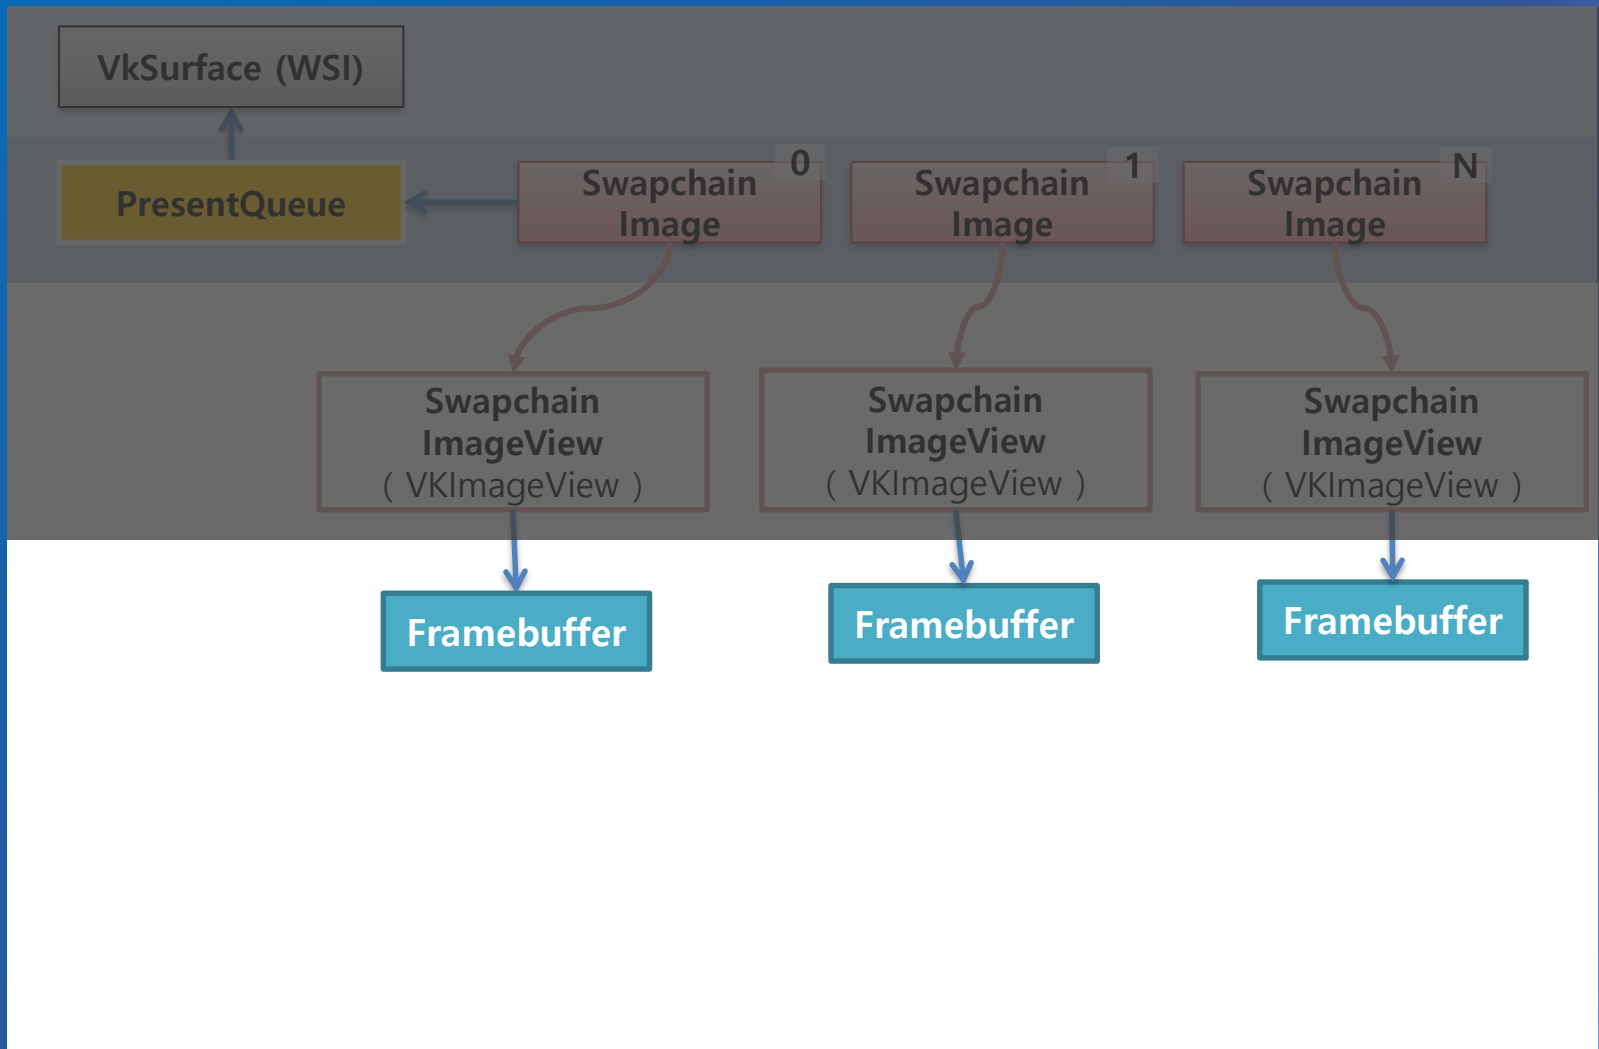 VkSurface (WSI)
PresentQueue
Swapchain
Image
0
Swapchain
Image
1
Swapchain
Image
N
Swapchain
ImageView
( VKImageView )
Swapchain
ImageView
( VKImageView )
Swapchain
ImageView
( VKImageView )
Framebuffer
Framebuffer
Framebuffer